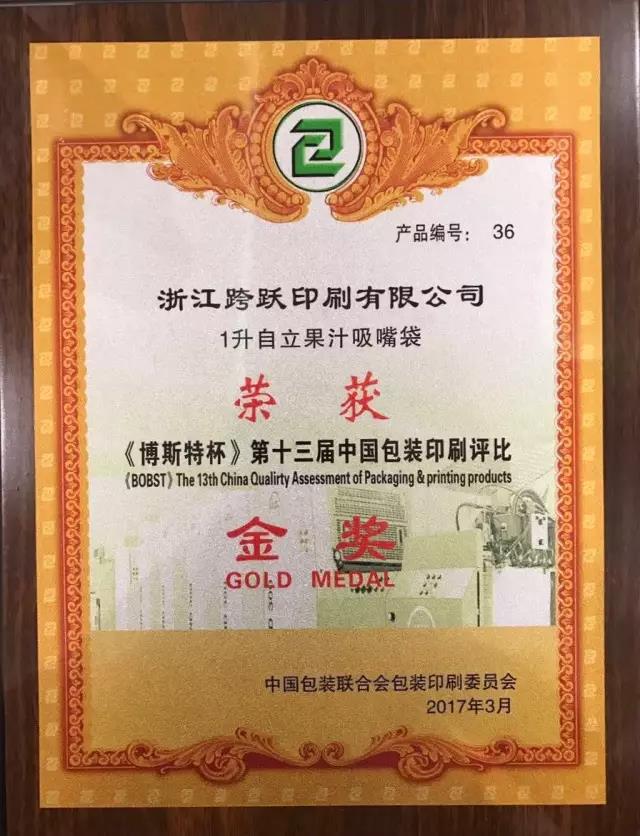 产品编号： 36
浙江跨跃印刷有限公司
1升自立果汁吸嘴袋
荣 获
《博斯特杯》第十三届中国包装印刷评比
《BOBST》The 13th China Qualirty Assessment of Packaging & printing products
金 奖
GOLD MEDAL
中国包装联合会包装印刷委员会
2017年3月